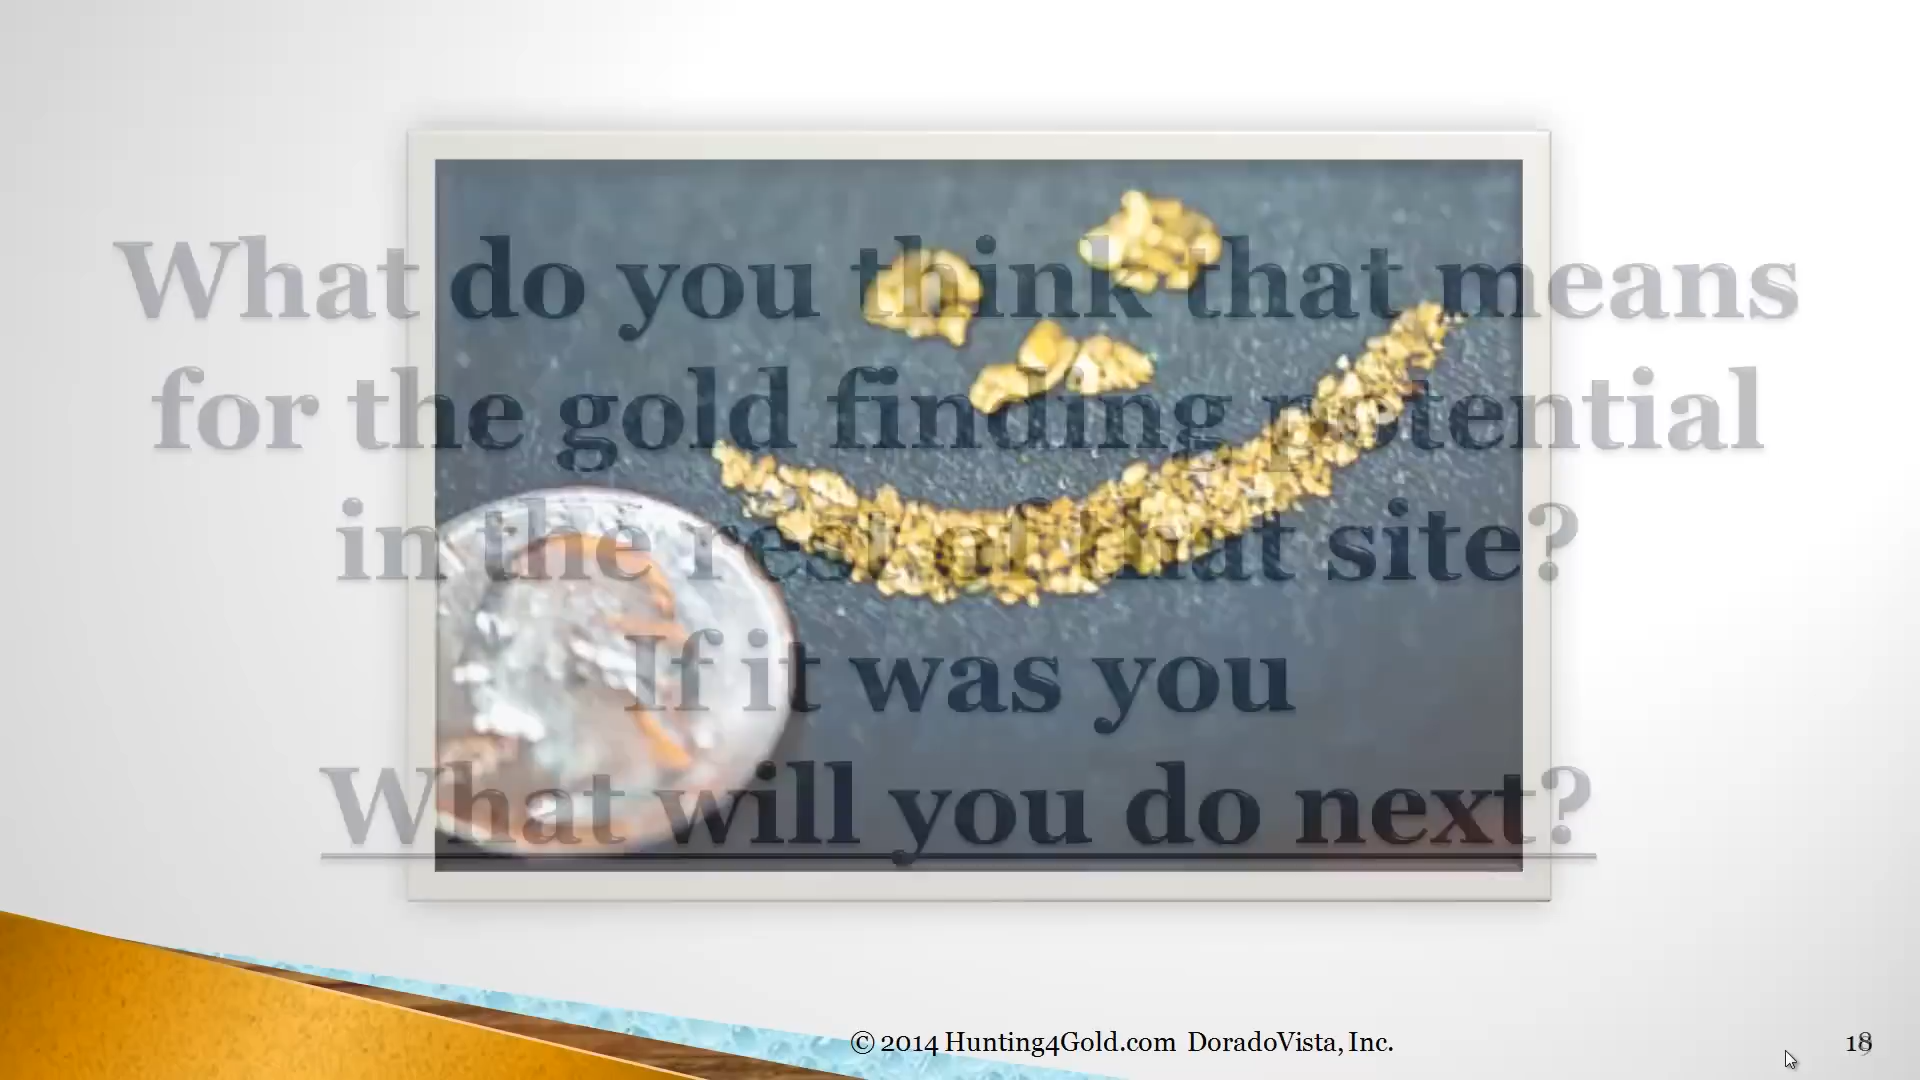 What do you think that means
for the gold finding potential
in the rest of that site?
If it was you
What will you do next?
© 2014 Hunting4Gold.com DoradoVista, Inc.